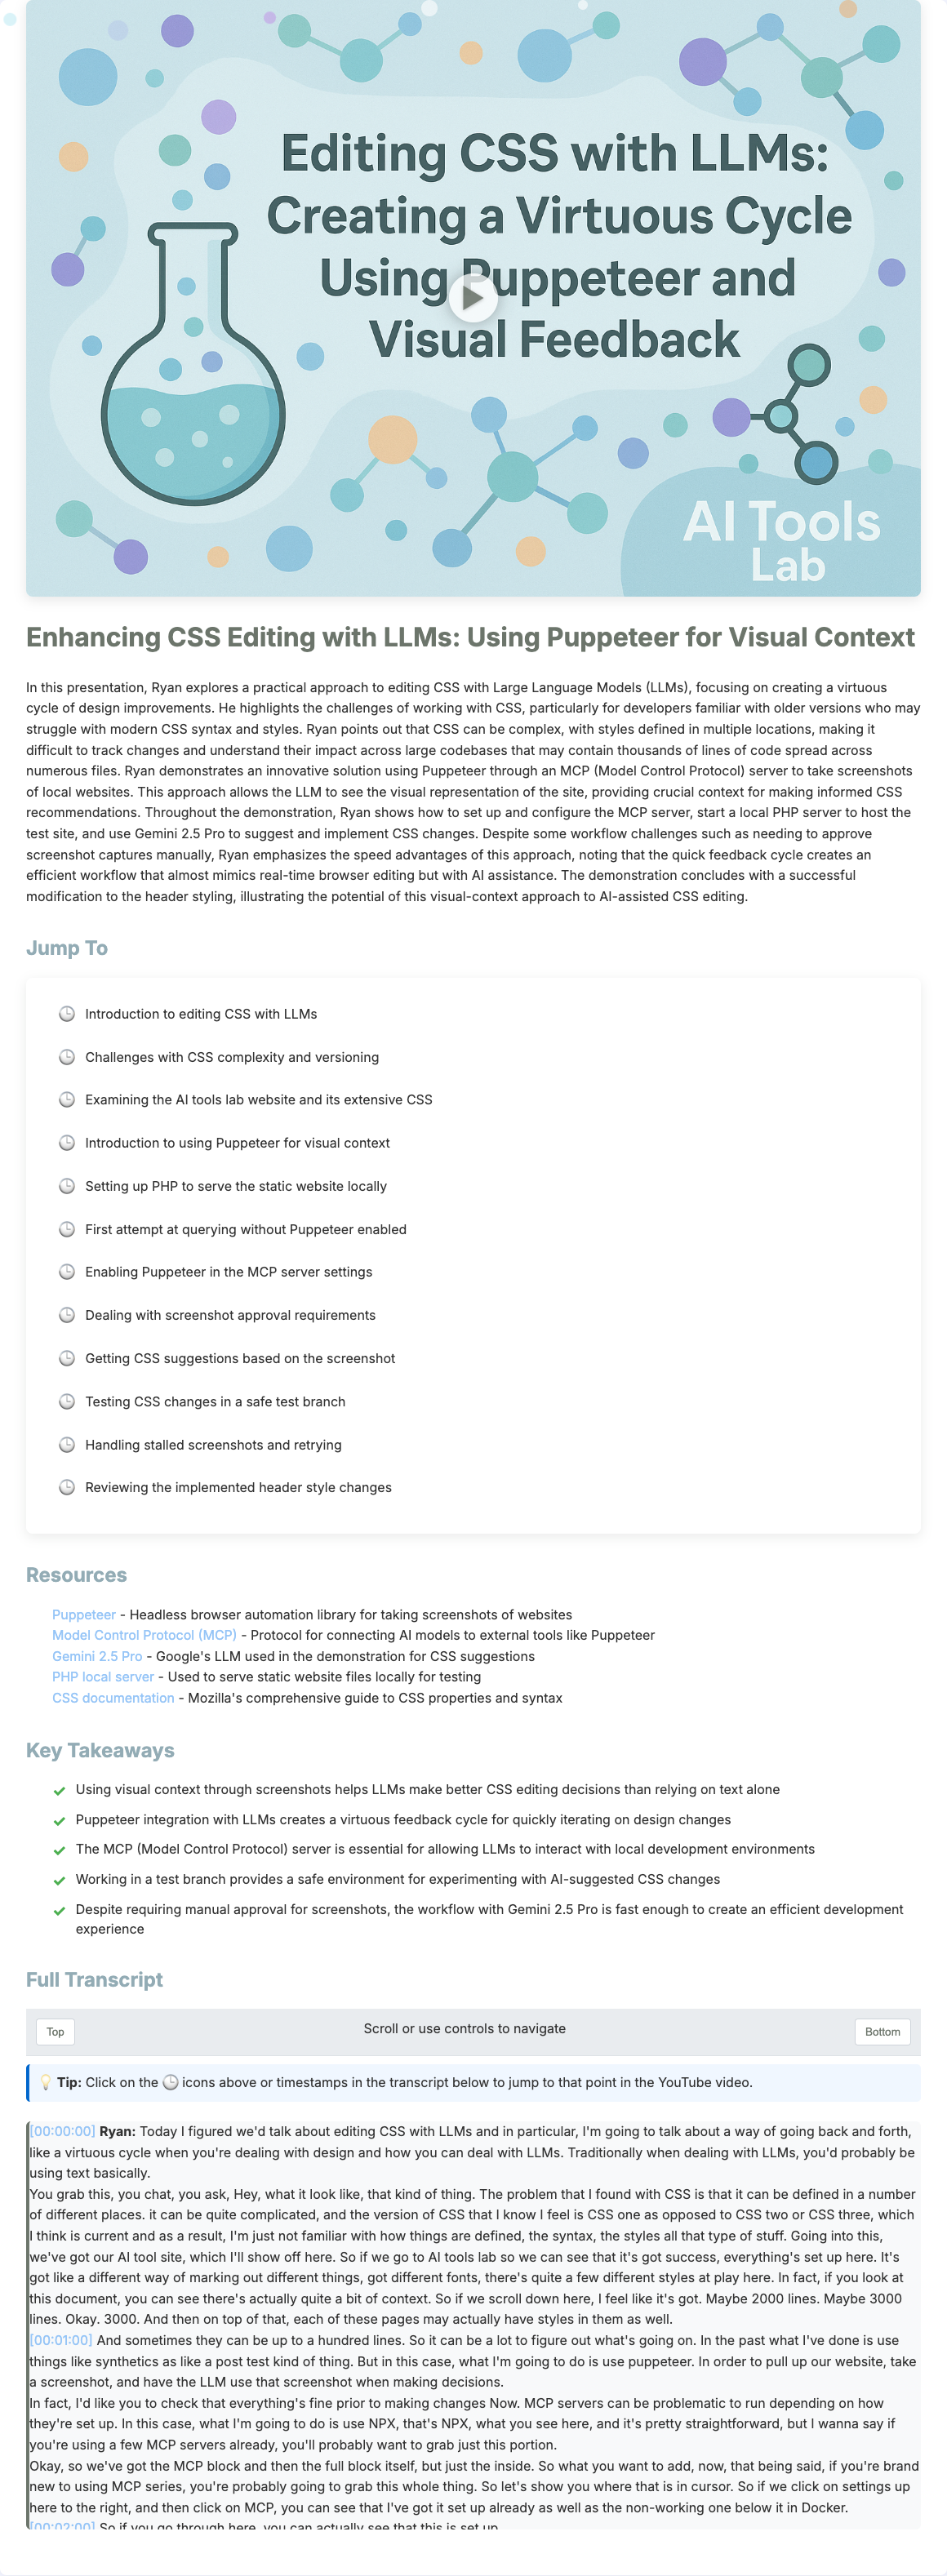 Editing CSS with LLMs:
Creating a Virtuous Cycle
Using Puppeteer and
Visual Feedback
AI Tools
Lab
Enhancing CSS Editing with LLMs: Using Puppeteer for Visual Context
In this presentation, Ryan explores a practical approach to editing CSS with Large Language Models (LLMs), focusing on creating a virtuous
cycle of design improvements. He highlights the challenges of working with CSS, particularly for developers familiar with older versions who may
struggle with modern CSS syntax and styles. Ryan points out that CSS can be complex, with styles defined in multiple locations, making it
difficult to track changes and understand their impact across large codebases that may contain thousands of lines of code spread across
numerous files. Ryan demonstrates an innovative solution using Puppeteer through an MCP (Model Control Protocol) server to take screenshots
of local websites. This approach allows the LLM to see the visual representation of the site, providing crucial context for making informed CSS
recommendations. Throughout the demonstration, Ryan shows how to set up and configure the MCP server, start a local PHP server to host the
test site, and use Gemini 2.5 Pro to suggest and implement CSS changes. Despite some workflow challenges such as needing to approve
screenshot captures manually, Ryan emphasizes the speed advantages of this approach, noting that the quick feedback cycle creates an
efficient workflow that almost mimics real-time browser editing but with AI assistance. The demonstration concludes with a successful
modification to the header styling, illustrating the potential of this visual-context approach to AI-assisted CSS editing.
Jump To
Introduction to editing CSS with LLMs
Challenges with CSS complexity and versioning
Examining the AI tools lab website and its extensive CSS
Introduction to using Puppeteer for visual context
Setting up PHP to serve the static website locally
First attempt at querying without Puppeteer enabled
Enabling Puppeteer in the MCP server settings
Dealing with screenshot approval requirements
Getting CSS suggestions based on the screenshot
Testing CSS changes in a safe test branch
Handling stalled screenshots and retrying
Reviewing the implemented header style changes
Resources
Puppeteer - Headless browser automation library for taking screenshots of websites
Model Control Protocol (MCP) - Protocol for connecting AI models to external tools like Puppeteer
Gemini 2.5 Pro - Google's LLM used in the demonstration for CSS suggestions
PHP local server - Used to serve static website files locally for testing
CSS documentation - Mozilla's comprehensive guide to CSS properties and syntax
Key Takeaways
Using visual context through screenshots helps LLMs make better CSS editing decisions than relying on text alone
Puppeteer integration with LLMs creates a virtuous feedback cycle for quickly iterating on design changes
The MCP (Model Control Protocol) server is essential for allowing LLMs to interact with local development environments
Working in a test branch provides a safe environment for experimenting with AI-suggested CSS changes
Despite requiring manual approval for screenshots, the workflow with Gemini 2.5 Pro is fast enough to create an efficient development
experience
Full Transcript
Top
Scroll or use controls to navigate
Bottom
Tip: Click on the icons above or timestamps in the transcript below to jump to that point in the YouTube video.
[00:00:00] Ryan: Today I figured we'd talk about editing CSS with LLMs and in particular, I'm going to talk about a way of going back and forth,
like a virtuous cycle when you're dealing with design and how you can deal with LLMs. Traditionally when dealing with LLMs, you'd probably be
using text basically.
You grab this, you chat, you ask, Hey, what it look like, that kind of thing. The problem that I found with CSS is that it can be defined in a number
of different places. it can be quite complicated, and the version of CSS that I know I feel is CSS one as opposed to CSS two or CSS three, which
I think is current and as a result, I'm just not familiar with how things are defined, the syntax, the styles all that type of stuff. Going into this,
we've got our AI tool site, which I'll show off here. So if we go to AI tools lab so we can see that it's got success, everything's set up here. It's
got like a different way of marking out different things, got different fonts, there's quite a few different styles at play here. In fact, if you look at
this document, you can see there's actually quite a bit of context. So if we scroll down here, I feel like it's got. Maybe 2000 lines. Maybe 3000
lines. Okay. 3000. And then on top of that, each of these pages may actually have styles in them as well.
[00:01:00] And sometimes they can be up to a hundred lines. So it can be a lot to figure out what's going on. In the past what I've done is use
things like synthetics as like a post test kind of thing. But in this case, what I'm going to do is use puppeteer. In order to pull up our website, take
a screenshot, and have the LLM use that screenshot when making decisions.
In fact, I'd like you to check that everything's fine prior to making changes Now. MCP servers can be problematic to run depending on how
they're set up. In this case, what I'm going to do is use NPX, that's NPX, what you see here, and it's pretty straightforward, but I wanna say if
you're using a few MCP servers already, you'll probably want to grab just this portion.
Okay, so we've got the MCP block and then the full block itself, but just the inside. So what you want to add, now, that being said, if you're brand
new to using MCP series, you're probably going to grab this whole thing. So let's show you where that is in cursor. So if we click on settings up
here to the right, and then click on MCP, you can see that I've got it set up already as well as the non-working one below it in Docker.
[00:02:00] So if you go through here, you can actually see that this is set up